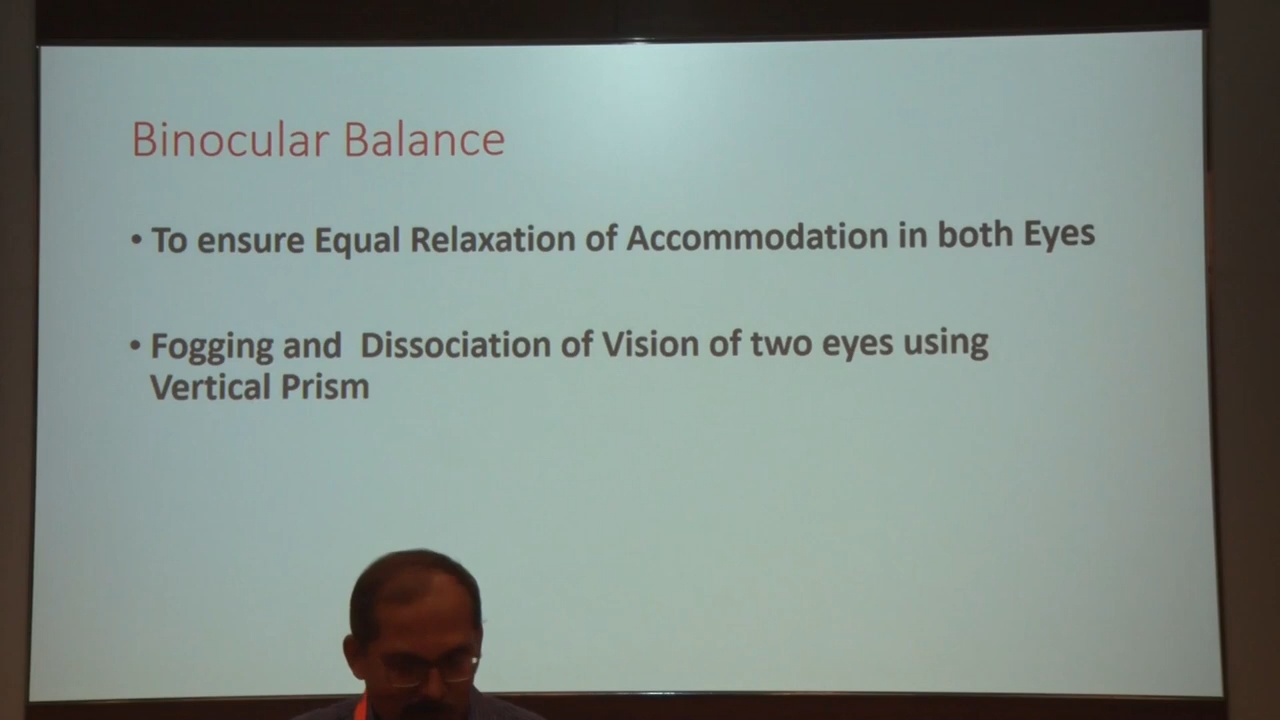 Binocular Balance
• To ensure Equal Relaxation of Accommodation in both Eyes
• Fogging and  Dissociation of Vision of two eyes using
Vertical Prism